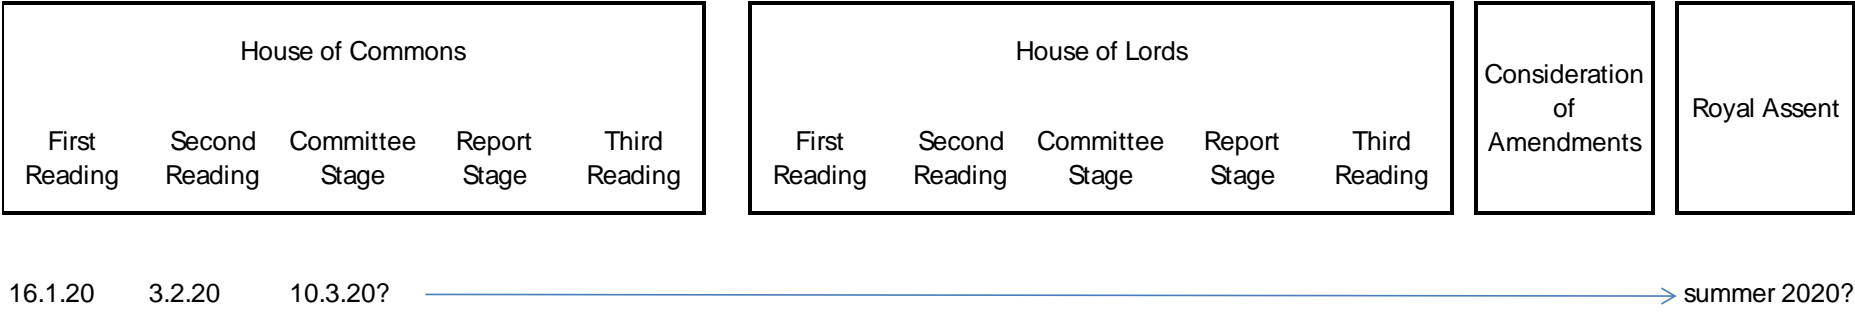 House of Commons
First Second Committee Report Third
Reading Reading Stage Stage Reading
House of Lords
First Second Committee Report Third
Reading Reading Stage Stage Reading
Consideration
of
Amendments
Royal Assent
16.1.20 3.2.20 10.3.20? summer 2020?